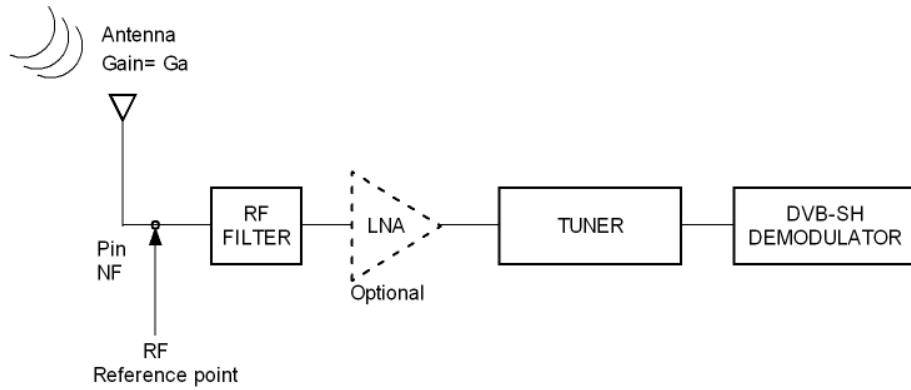 Antenna
Gain= Ga
RF
FILTER
LNA
Optional
TUNER
DVB-SH
DEMODULATOR
Pin
NF
RF
Reference point